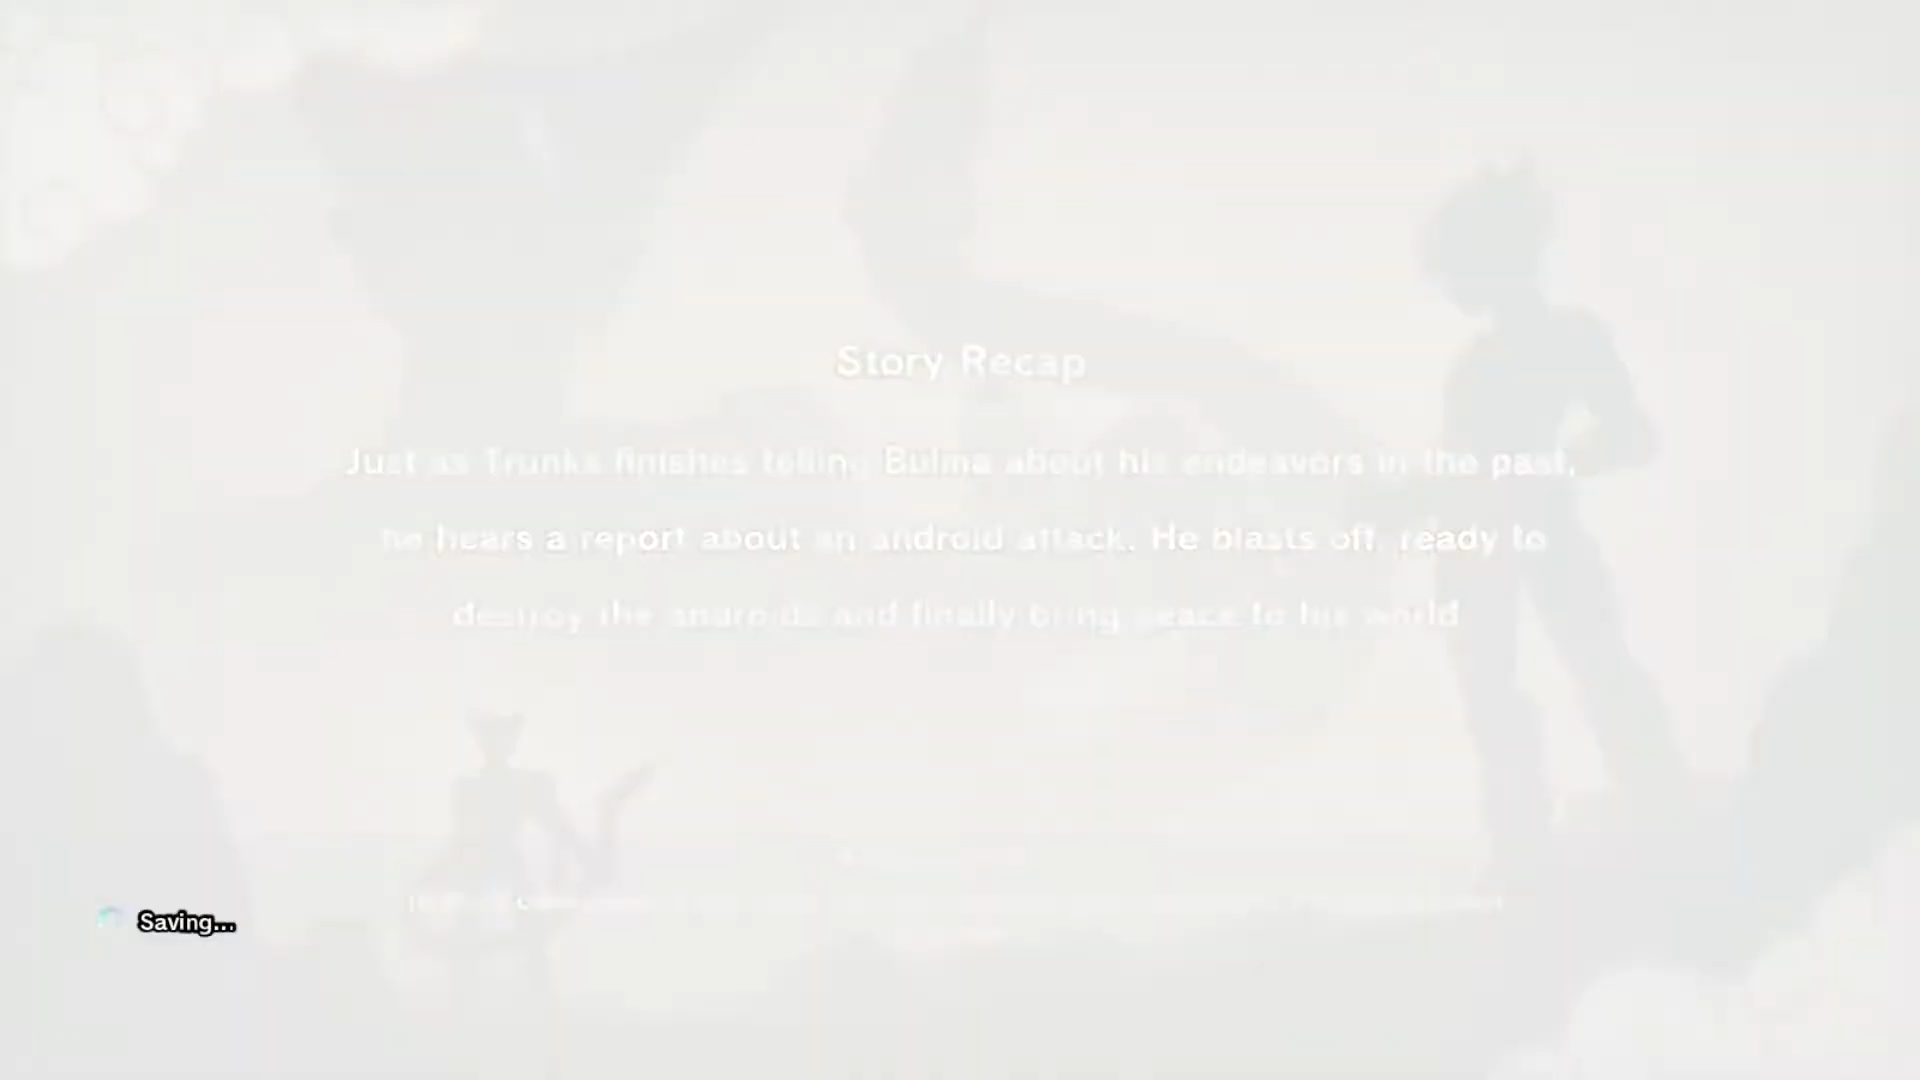 Story Recap
Just as Trunks finishes telling Bulma about his endeavors in the past,
he hears a report about an android attack. He blasts off, ready to
destroy the androids and finally bring peace to his world
Saving...